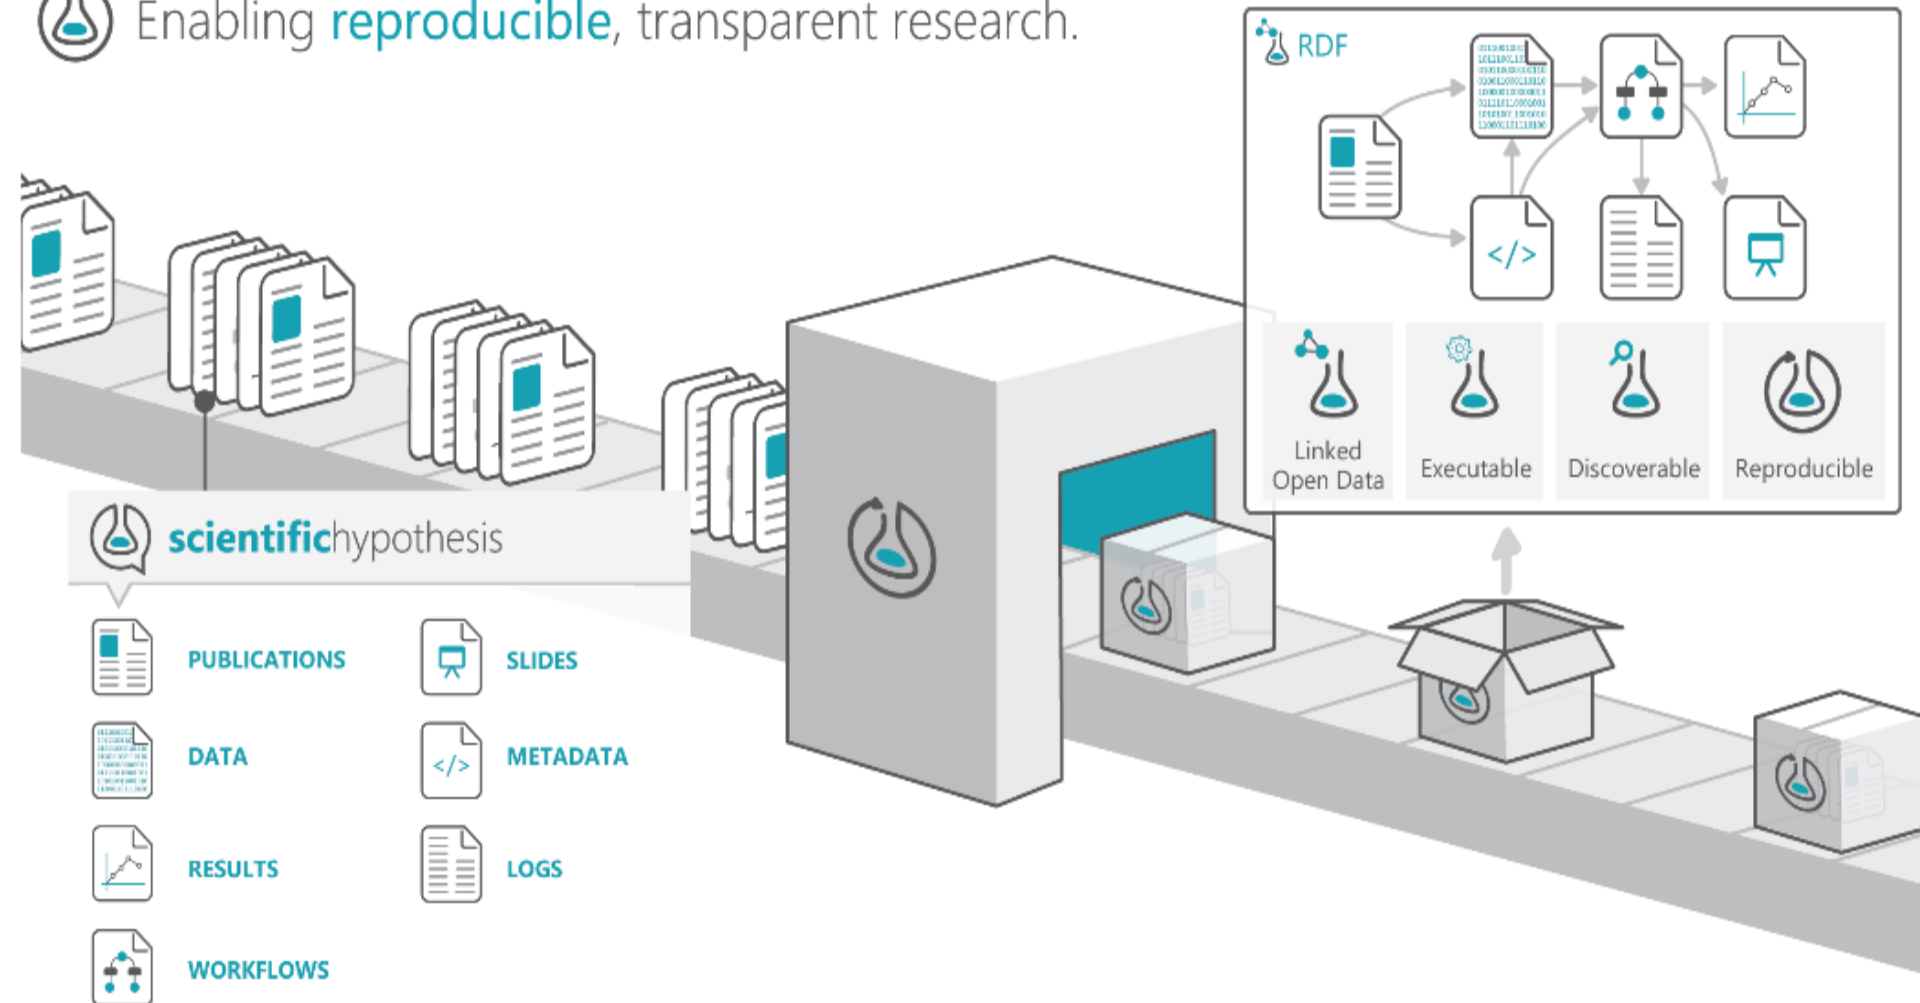 Enabling reproducible, transparent research.
RDF
</>
Linked
Open Data
Executable
Discoverable
Reproducible
scientifichypothesis
PUBLICATIONS
SLIDES
DATA
</>
METADATA
RESULTS
LOGS
WORKFLOWS